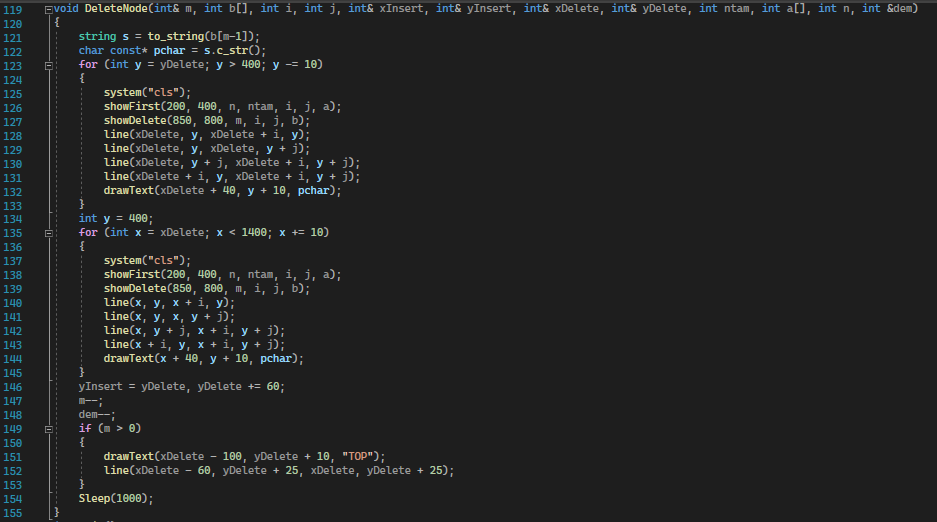 119 void DeleteNode(int& m, int b[], int i, int j, int& xInsert, int& yInsert, int& xDelete, int& yDelete, int ntam, int a[], int n, int &dem)
120 {
121 string s = to_string(b[m-1]);
122 char const* pchar = s.c_str();
123 for (int y = yDelete; y > 400; y -= 10)
124 {
125 system("cls");
126 showFirst(200, 400, n, ntam, i, j, a);
127 showDelete(850, 800, m, i, j, b);
128 line(xDelete, y, xDelete + i, y);
129 line(xDelete, y, xDelete, y + j);
130 line(xDelete, y + j, xDelete + i, y + j);
131 line(xDelete + i, y, xDelete + i, y + j);
132 drawText(xDelete + 40, y + 10, pchar);
133 }
134 int y = 400;
135 for (int x = xDelete; x < 1400; x += 10)
136 {
137 system("cls");
138 showFirst(200, 400, n, ntam, i, j, a);
139 showDelete(850, 800, m, i, j, b);
140 line(x, y, x + i, y);
141 line(x, y, x, y + j);
142 line(x, y + j, x + i, y + j);
143 line(x + i, y, x + i, y + j);
144 drawText(x + 40, y + 10, pchar);
145 }
146 yInsert = yDelete, yDelete += 60;
147 m--;
148 dem--;
149 if (m > 0)
150 {
151 drawText(xDelete - 100, yDelete + 10, "TOP");
152 line(xDelete - 60, yDelete + 25, xDelete, yDelete + 25);
153 }
154 Sleep(1000);
155 }